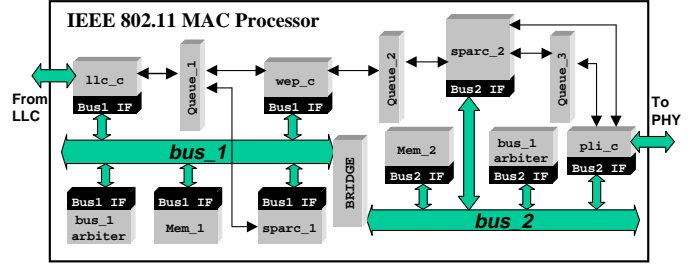 IEEE 802.11 MAC Processor
From
LLC
llc_c
Bus1 IF
Queue_1
wep_c
Bus1 IF
Queue_2
sparc_2
Bus2 IF
Queue_3
To
PHY
bus_1
BRIDGE
Mem_2
Bus2 IF
bus_1
arbiter
Bus2 IF
pli_c
Bus2 IF
Bus1 IF
bus_1
arbiter
Bus1 IF
Mem_1
Bus1 IF
sparc_1
bus_2